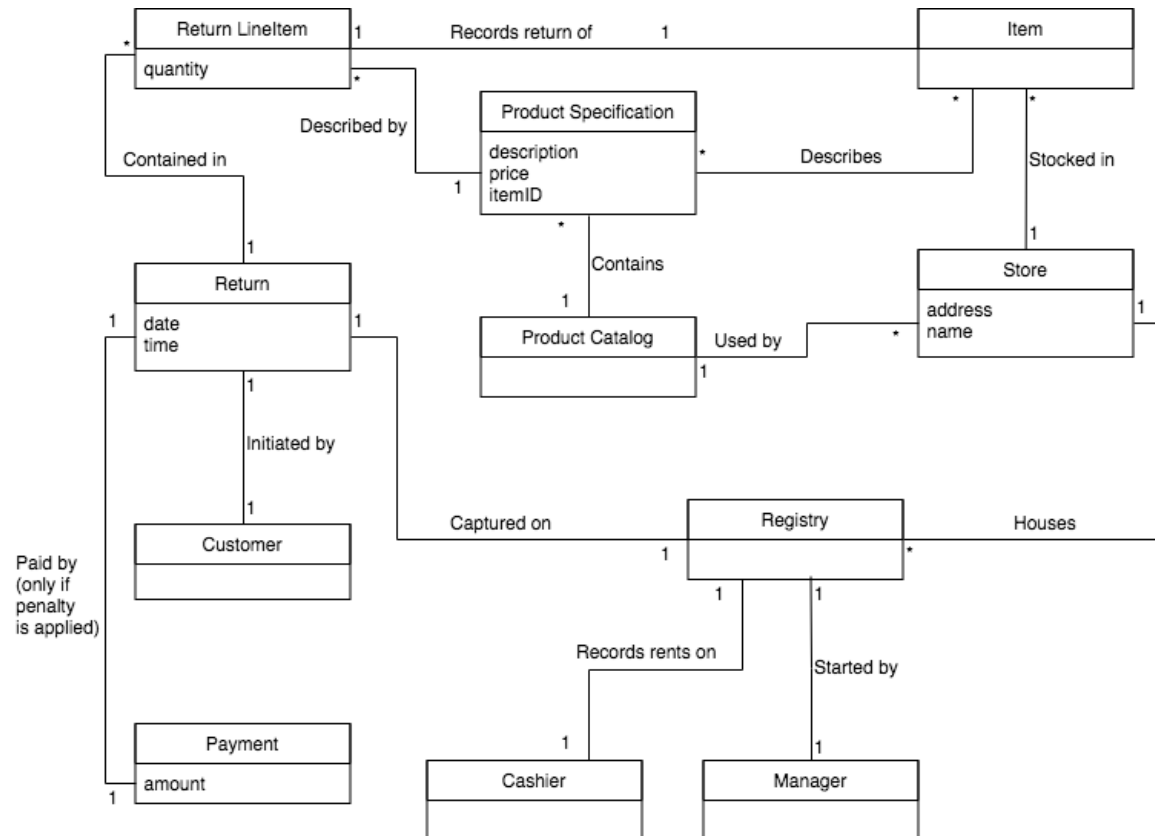 Return LineItem
quantity
*
1
*
Records return of
1
Item
*
*
Product Specification
description
price
itemID
Described by
1
*
Describes
Stocked in
Contained in
1
*
Contains
1
1
Return
date
time
1
1
1
Store
address
name
1
Product Catalog
Used by
1
*
Initiated by
1
Customer
Captured on
1
Registry
*
Houses
Paid by
(only if
penalty
is applied)
1
1
Records rents on
Started by
1
1
Payment
amount
1
Cashier
Manager